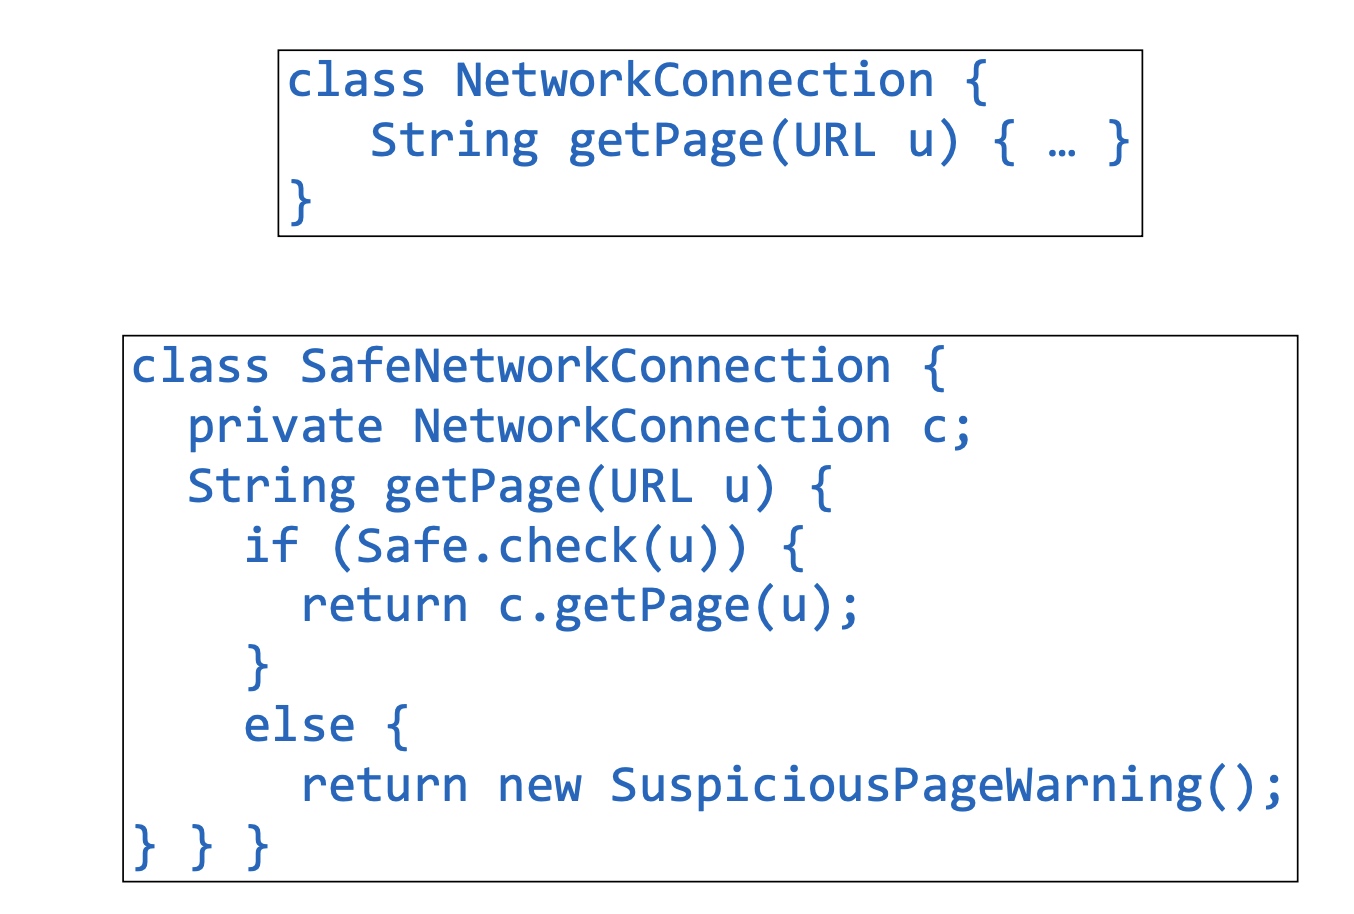 class NetworkConnection {
   String getPage(URL u) { … }
}
class SafeNetworkConnection {
  private NetworkConnection c;
  String getPage(URL u) {
    if (Safe.check(u)) {
      return c.getPage(u);
    }
    else {
      return new SuspiciousPageWarning();
} } }